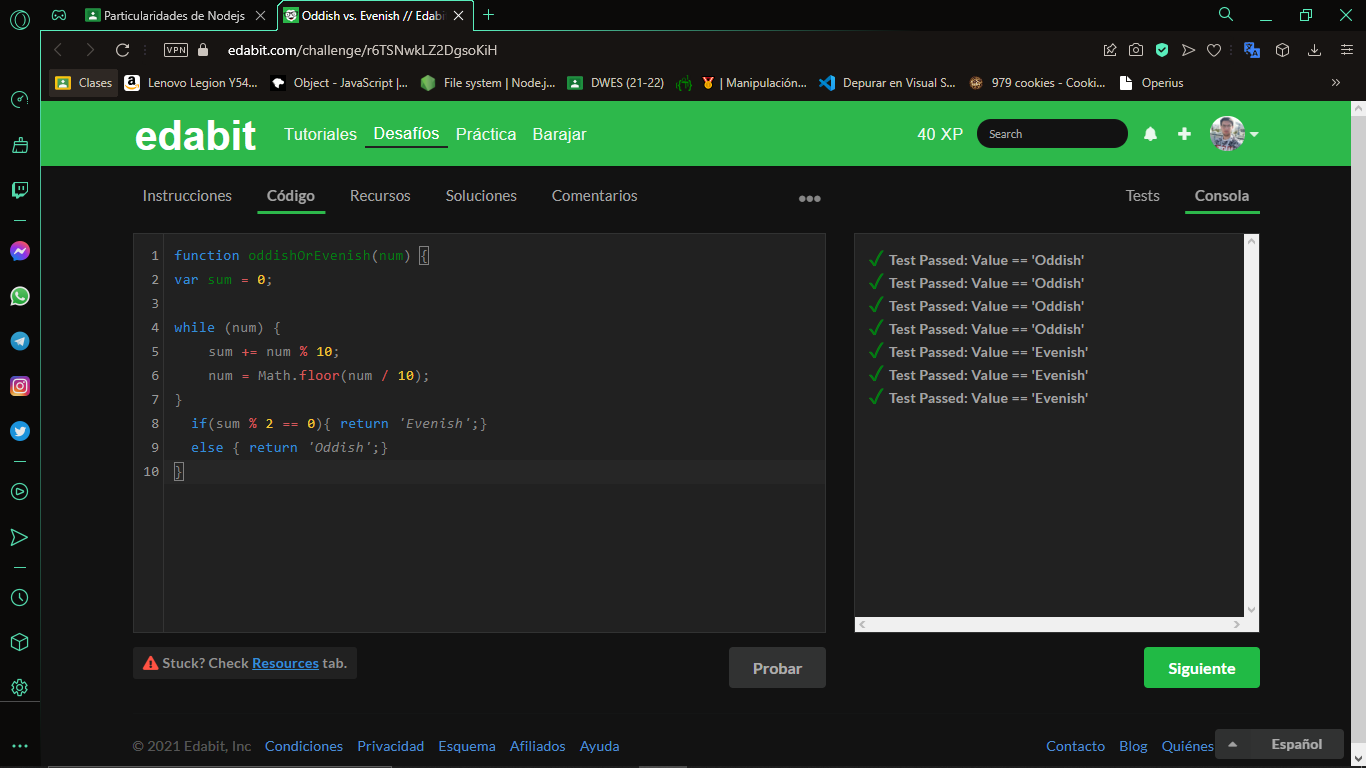 Particularidades de Nodejs
Oddish vs. Evenish // Edab
VPN
edabit.com/challenge/r6TSNwkLZ2DgsoKiH
Clases
Lenovo Legion Y54...
Object - JavaScript |...
File system | Node.j...
DWES (21-22)
| Manipulación...
Depurar en Visual S...
979 cookies - Cooki...
Operius
»
edabit
Tutoriales Desafíos Práctica Barajar
40 XP
Search
Instrucciones Código Recursos Soluciones Comentarios
Tests Consola
1 function oddishOrEvenish(num) {
2 var sum = 0;
3
4 while (num) {
5 sum += num % 10;
6 num = Math.floor(num / 10);
7 }
8 if(sum % 2 == 0){ return 'Evenish';}
9 else { return 'Oddish';}
10 }
Test Passed: Value == 'Oddish'
Test Passed: Value == 'Oddish'
Test Passed: Value == 'Oddish'
Test Passed: Value == 'Oddish'
Test Passed: Value == 'Evenish'
Test Passed: Value == 'Evenish'
Test Passed: Value == 'Evenish'
Stuck? Check Resources tab.
Probar
Siguiente
© 2021 Edabit, Inc Condiciones Privacidad Esquema Afiliados Ayuda
Contacto Blog Quiénes
Español